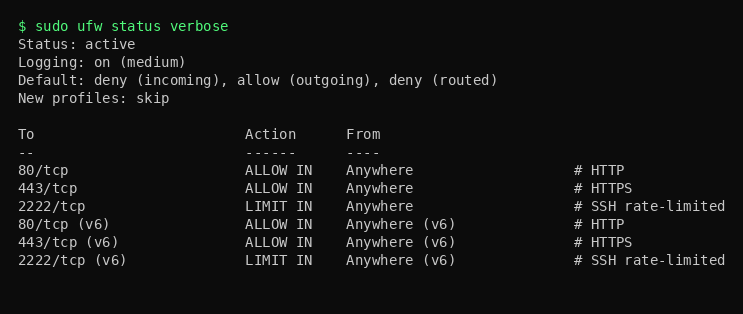 $ sudo ufw status verbose
Status: active
Logging: on (medium)
Default: deny (incoming), allow (outgoing), deny (routed)
New profiles: skip

To                         Action      From
--                         ------      ----
80/tcp                     ALLOW IN    Anywhere                   # HTTP
443/tcp                    ALLOW IN    Anywhere                   # HTTPS
2222/tcp                   LIMIT IN    Anywhere                   # SSH rate-limited
80/tcp (v6)                ALLOW IN    Anywhere (v6)              # HTTP
443/tcp (v6)               ALLOW IN    Anywhere (v6)              # HTTPS
2222/tcp (v6)              LIMIT IN    Anywhere (v6)              # SSH rate-limited